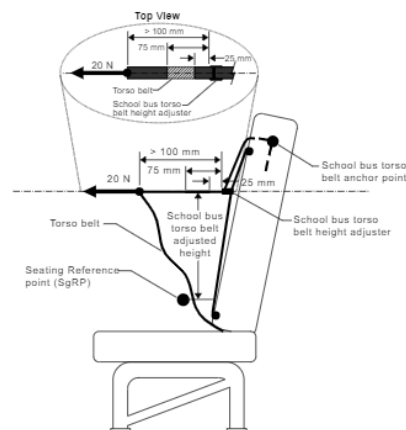 Top View
> 100 mm
75 mm
25 mm
20 N
Torso belt
School bus torso
belt height adjuster
> 100 mm
20 N
75 mm
25 mm
School bus torso
belt anchor point
School bus torso
belt height adjuster
Torso belt
School bus
torso belt
adjusted
height
Seating Reference
point (SgRP)